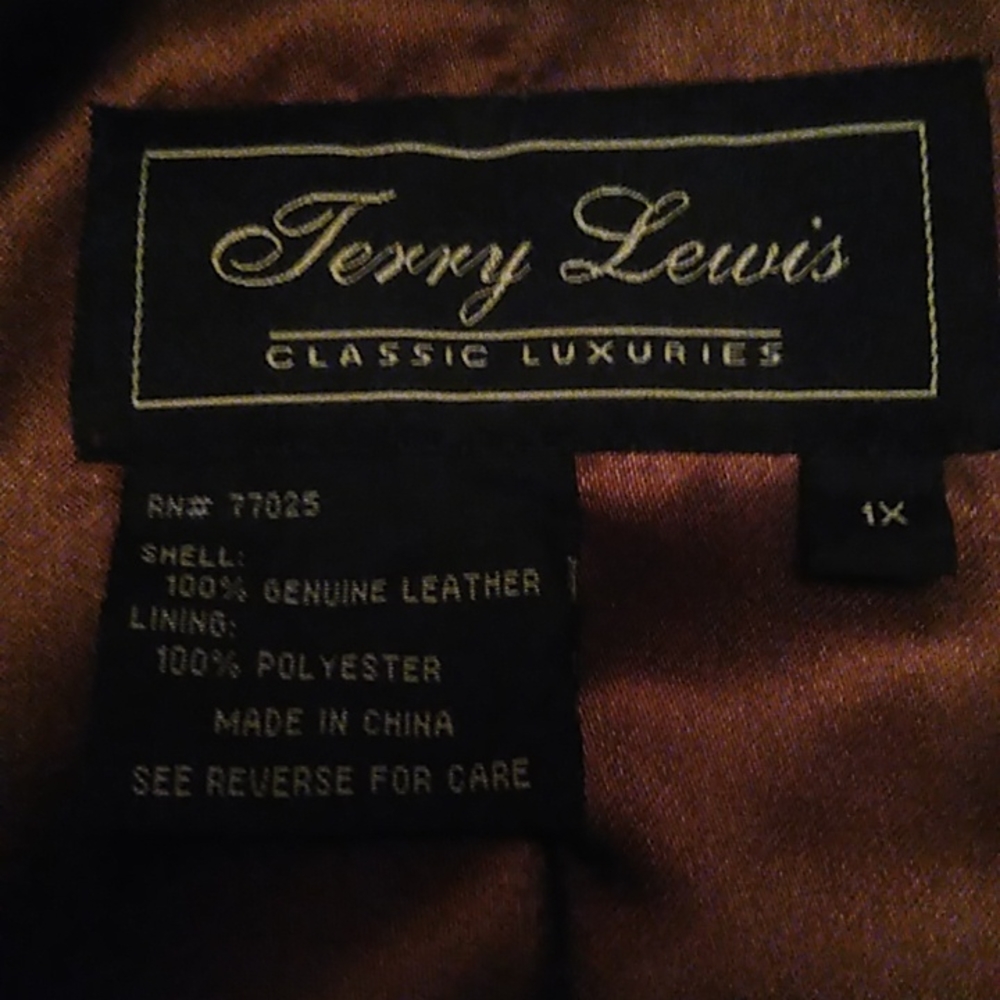 Terry Lewis
CLASSIC LUXURIES
1X
RN# 77025
SHELL:
100% GENUINE LEATHER
LINING:
100% POLYESTER
MADE IN CHINA
SEE REVERSE FOR CARE